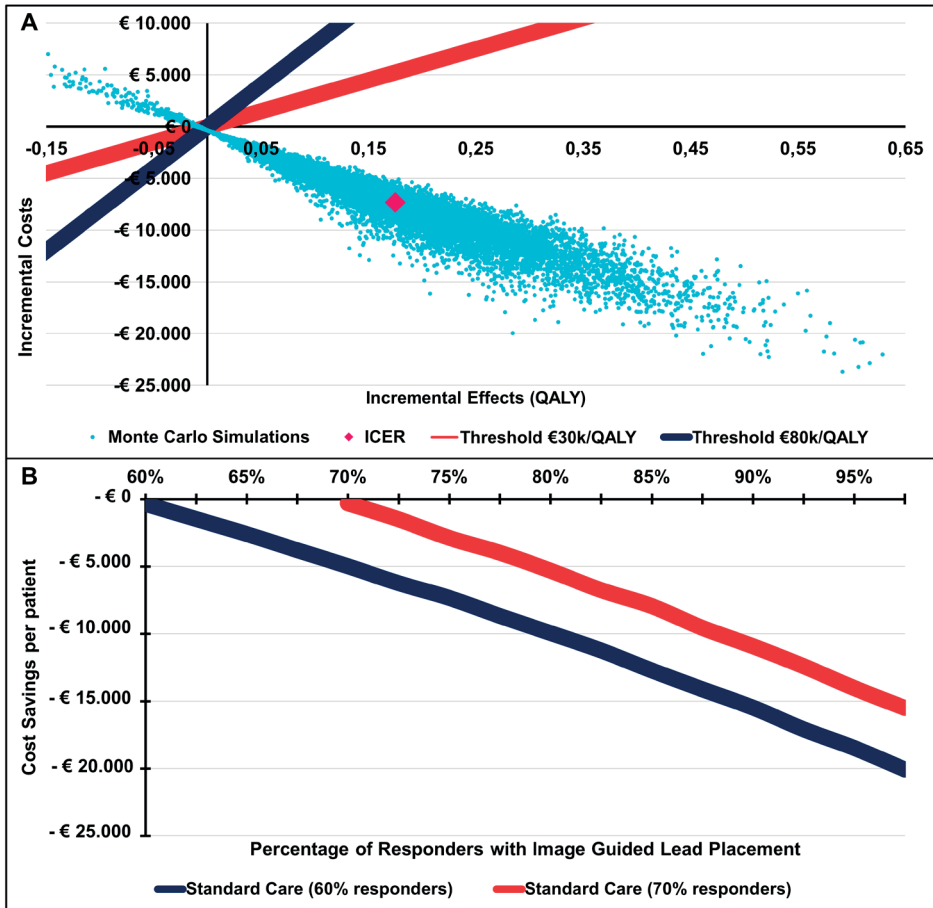 A
€ 10.000
€ 5.000
€ 0
-0,15
-0,05
0,05
0,15
0,25
0,35
0,45
0,55
0,65
-€ 5.000
-€ 10.000
-€ 15.000
-€ 20.000
-€ 25.000
Incremental Costs
Incremental Effects (QALY)
Monte Carlo Simulations
ICER
Threshold €30k/QALY
Threshold €80k/QALY
B
60%
65%
70%
75%
80%
85%
90%
95%
- € 0
- € 5.000
- € 10.000
- € 15.000
- € 20.000
- € 25.000
Cost Savings per patient
Percentage of Responders with Image Guided Lead Placement
Standard Care (60% responders)
Standard Care (70% responders)